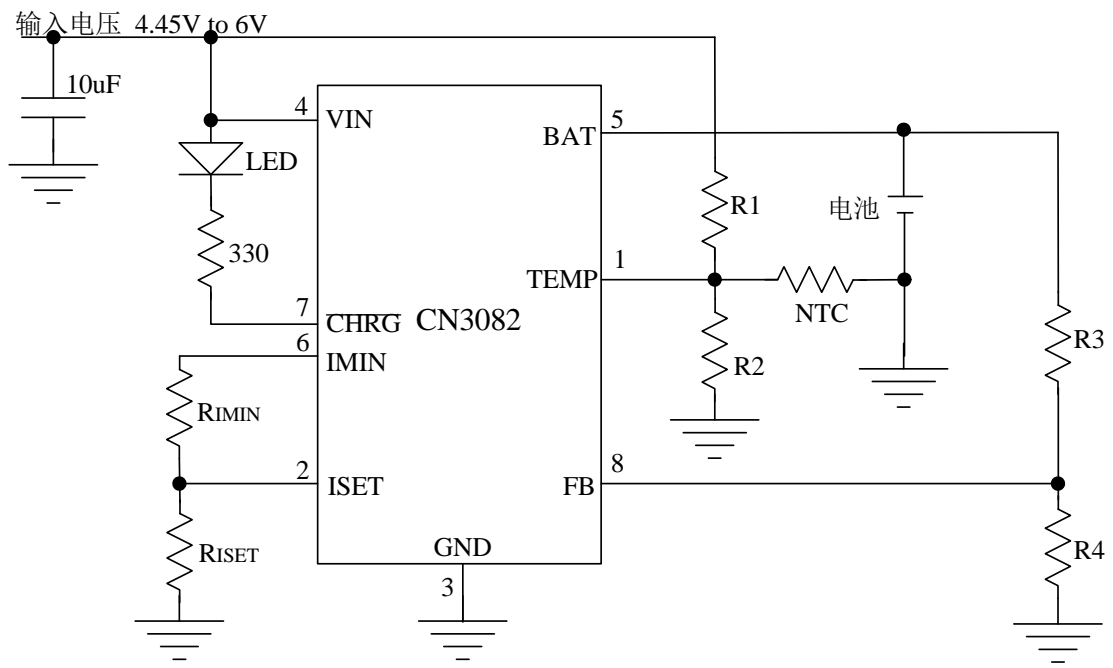 输入电压 4.45V to 6V
10uF
4
VIN
BAT
5
LED
R1
电池
330
TEMP
1
NTC
7
CHRG
CN3082
6
IMIN
R2
R3
RIMIN
2
ISET
FB
8
RISET
GND
3
R4